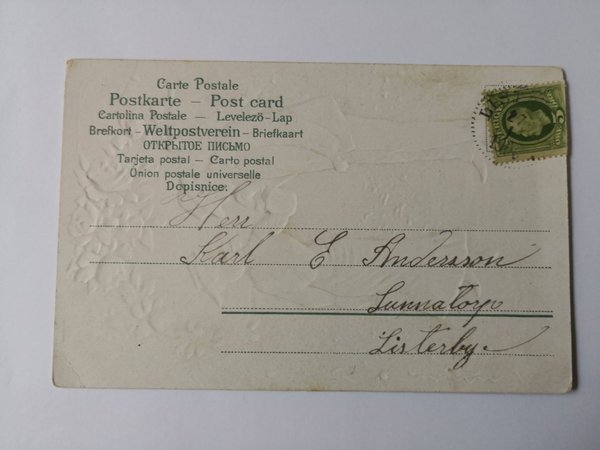 Carte Postale
Postkarte – Post card
Cartolina Postale – Levelező-Lap
Brefkort – Weltpostverein – Briefkaart
ОТКРЫТОЕ ПИСЬМО
Tarjeta postal – Carto postal
Union postale universelle
Dopisnice.
Herr
Karl E Andersson
Sunnatorp
Listerby